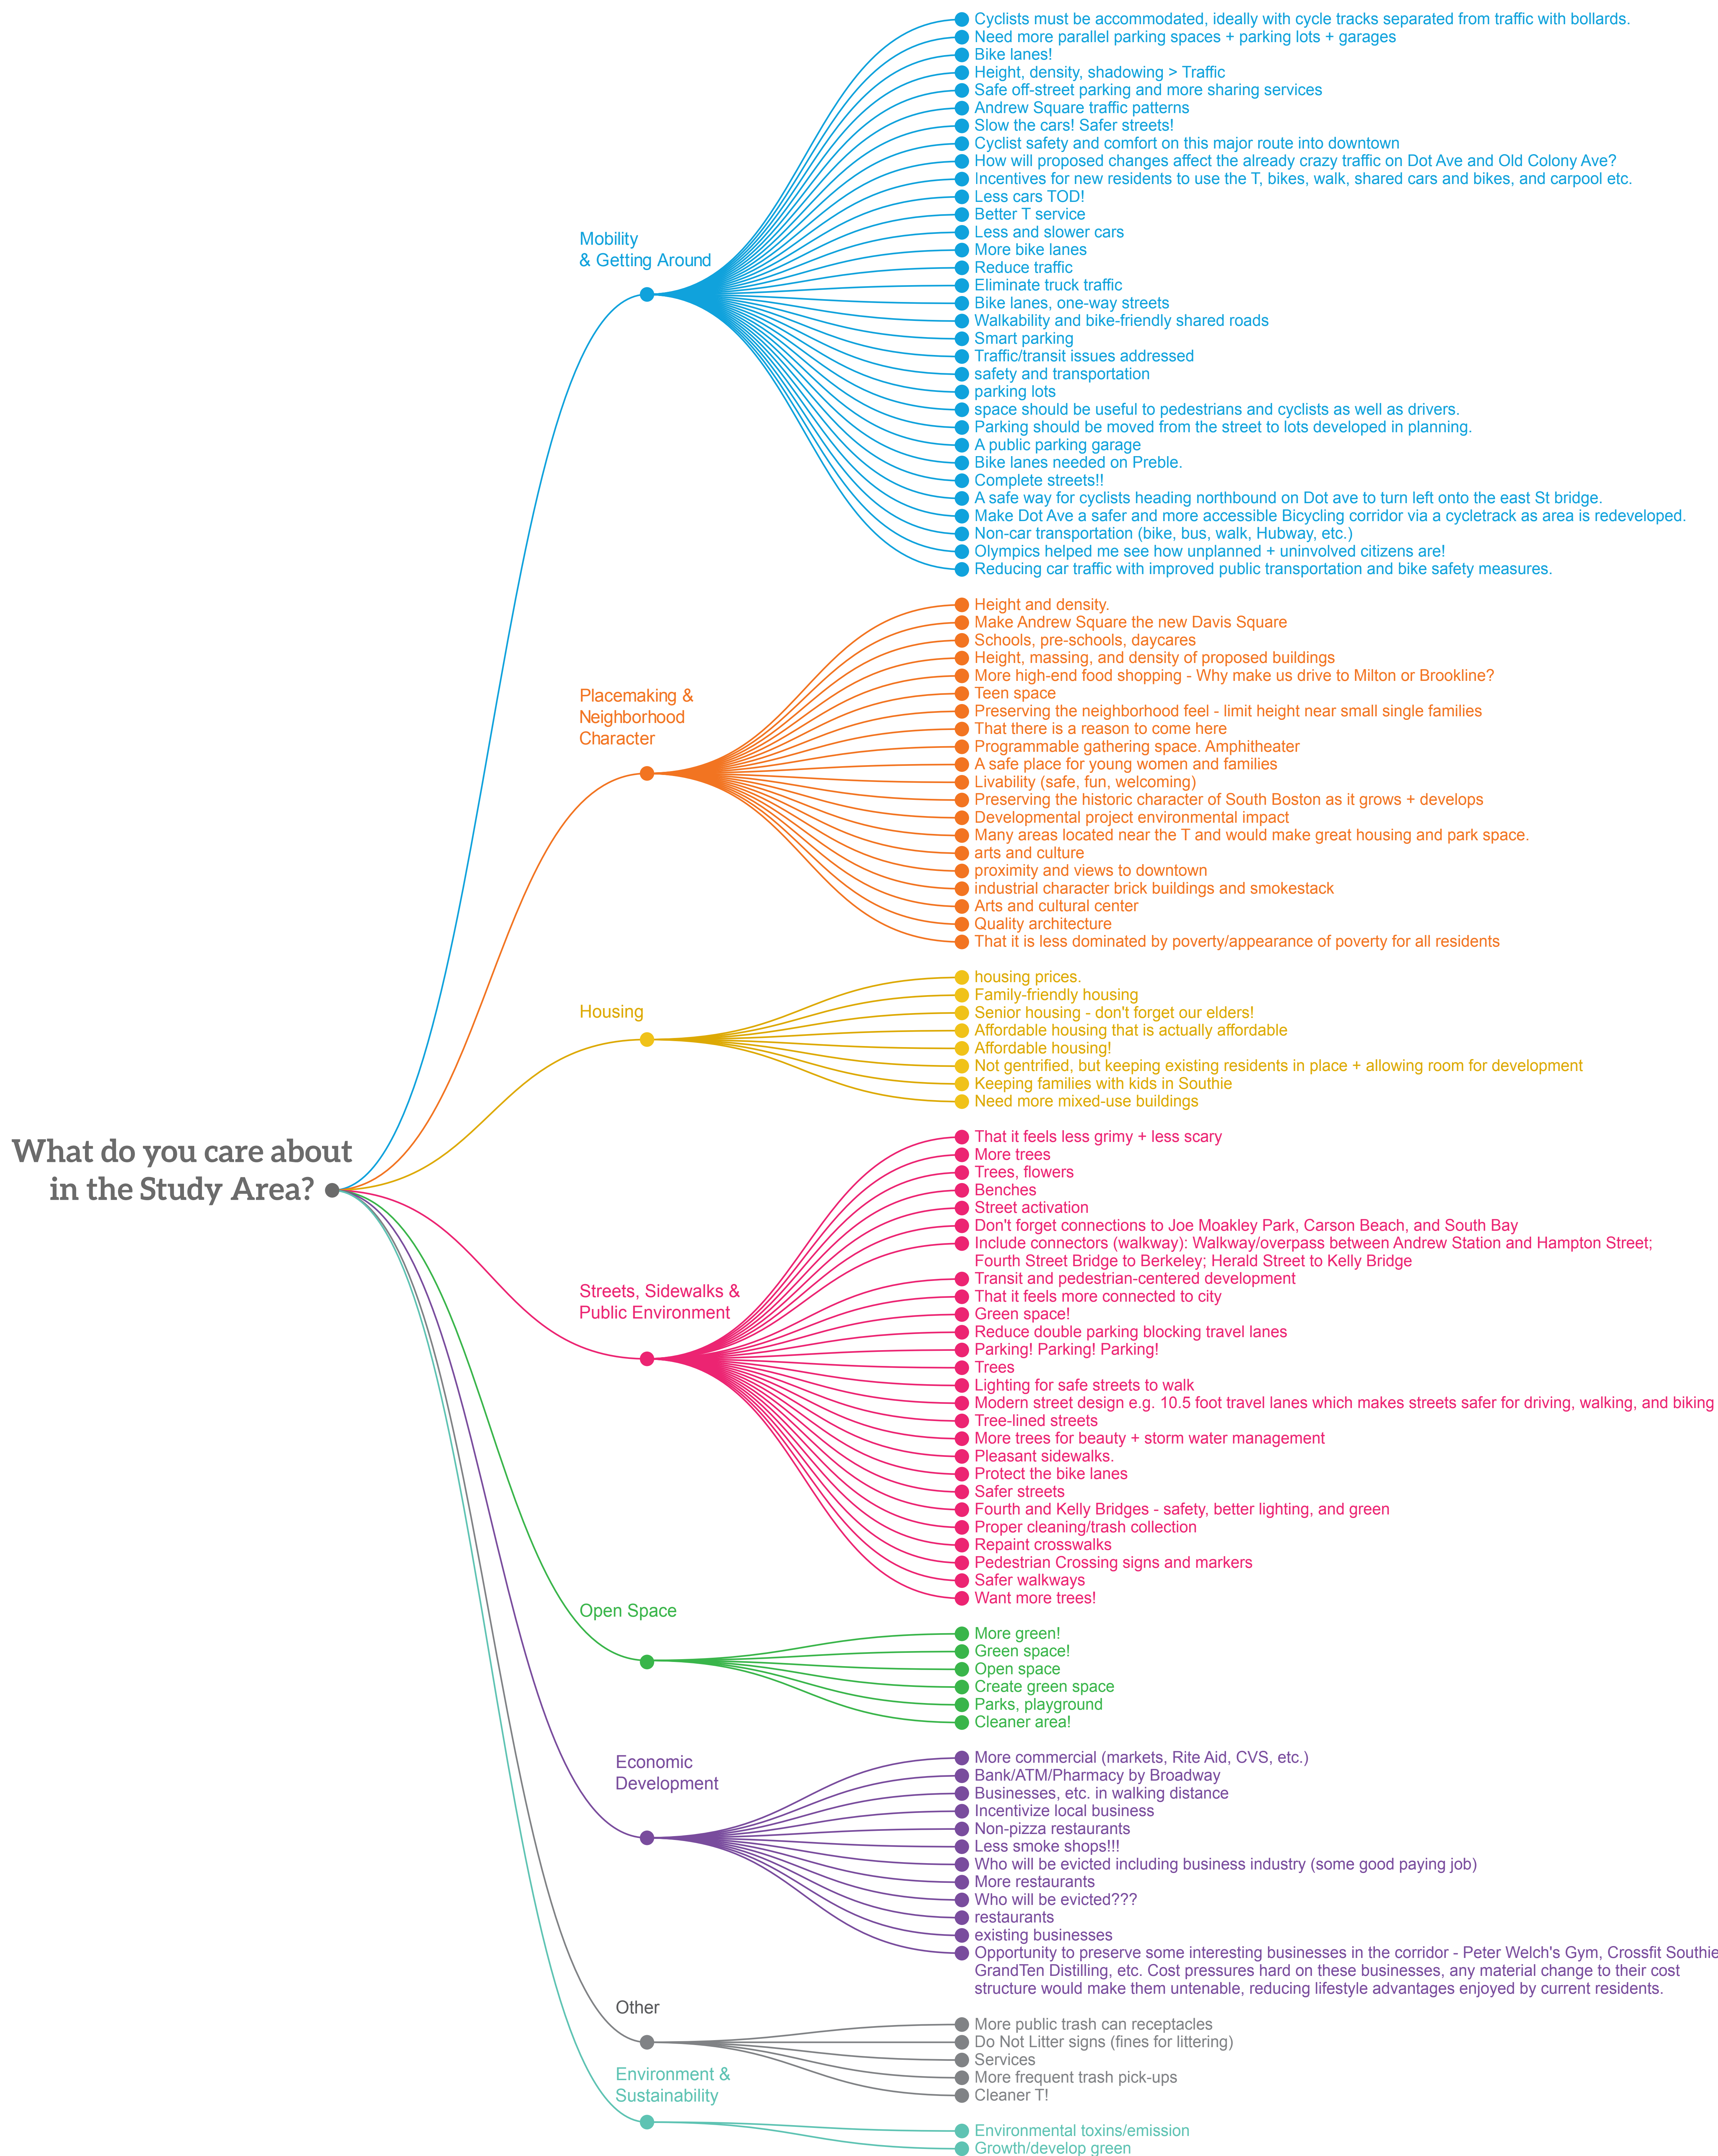 What do you care about
in the Study Area?
Mobility
& Getting Around
Cyclists must be accommodated, ideally with cycle tracks separated from traffic with bollards.
Need more parallel parking spaces + parking lots + garages
Bike lanes!
Height, density, shadowing > Traffic
Safe off-street parking and more sharing services
Andrew Square traffic patterns
Slow the cars! Safer streets!
Cyclist safety and comfort on this major route into downtown
How will proposed changes affect the already crazy traffic on Dot Ave and Old Colony Ave?
Incentives for new residents to use the T, bikes, walk, shared cars and bikes, and carpool etc.
Less cars TOD!
Better T service
Less and slower cars
More bike lanes
Reduce traffic
Eliminate truck traffic
Bike lanes, one-way streets
Walkability and bike-friendly shared roads
Smart parking
Traffic/transit issues addressed
safety and transportation
parking lots
space should be useful to pedestrians and cyclists as well as drivers.
Parking should be moved from the street to lots developed in planning.
A public parking garage
Bike lanes needed on Preble.
Complete streets!!
A safe way for cyclists heading northbound on Dot ave to turn left onto the east St bridge.
Make Dot Ave a safer and more accessible Bicycling corridor via a cycletrack as area is redeveloped.
Non-car transportation (bike, bus, walk, Hubway, etc.)
Olympics helped me see how unplanned + uninvolved citizens are!
Reducing car traffic with improved public transportation and bike safety measures.
Placemaking &
Neighborhood
Character
Height and density.
Make Andrew Square the new Davis Square
Schools, pre-schools, daycares
Height, massing, and density of proposed buildings
More high-end food shopping - Why make us drive to Milton or Brookline?
Teen space
Preserving the neighborhood feel - limit height near small single families
That there is a reason to come here
Programmable gathering space. Amphitheater
A safe place for young women and families
Livability (safe, fun, welcoming)
Preserving the historic character of South Boston as it grows + develops
Developmental project environmental impact
Many areas located near the T and would make great housing and park space.
arts and culture
proximity and views to downtown
industrial character brick buildings and smokestack
Arts and cultural center
Quality architecture
That it is less dominated by poverty/appearance of poverty for all residents
Housing
housing prices.
Family-friendly housing
Senior housing - don't forget our elders!
Affordable housing that is actually affordable
Affordable housing!
Not gentrified, but keeping existing residents in place + allowing room for development
Keeping families with kids in Southie
Need more mixed-use buildings
Streets, Sidewalks &
Public Environment
That it feels less grimy + less scary
More trees
Trees, flowers
Benches
Street activation
Don't forget connections to Joe Moakley Park, Carson Beach, and South Bay
Include connectors (walkway): Walkway/overpass between Andrew Station and Hampton Street;
Fourth Street Bridge to Berkeley; Herald Street to Kelly Bridge
Transit and pedestrian-centered development
That it feels more connected to city
Green space!
Reduce double parking blocking travel lanes
Parking! Parking! Parking!
Trees
Lighting for safe streets to walk
Modern street design e.g. 10.5 foot travel lanes which makes streets safer for driving, walking, and biking
Tree-lined streets
More trees for beauty + storm water management
Pleasant sidewalks.
Protect the bike lanes
Safer streets
Fourth and Kelly Bridges - safety, better lighting, and green
Proper cleaning/trash collection
Repaint crosswalks
Pedestrian Crossing signs and markers
Safer walkways
Want more trees!
Open Space
More green!
Green space!
Open space
Create green space
Parks, playground
Cleaner area!
Economic
Development
More commercial (markets, Rite Aid, CVS, etc.)
Bank/ATM/Pharmacy by Broadway
Businesses, etc. in walking distance
Incentivize local business
Non-pizza restaurants
Less smoke shops!!!
Who will be evicted including business industry (some good paying job)
More restaurants
Who will be evicted???
restaurants
existing businesses
Opportunity to preserve some interesting businesses in the corridor - Peter Welch's Gym, Crossfit Southie
GrandTen Distilling, etc. Cost pressures hard on these businesses, any material change to their cost
structure would make them untenable, reducing lifestyle advantages enjoyed by current residents.
Other
More public trash can receptacles
Do Not Litter signs (fines for littering)
Services
More frequent trash pick-ups
Cleaner T!
Environment &
Sustainability
Environmental toxins/emission
Growth/develop green